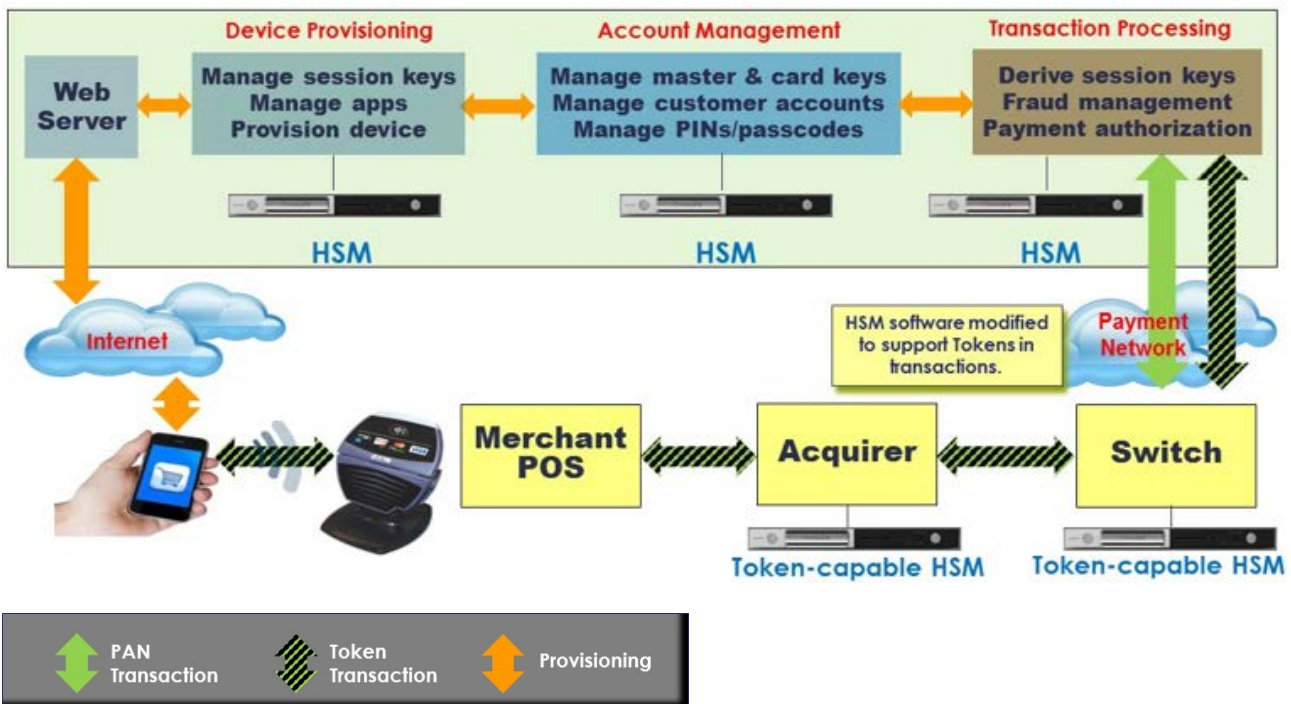 Device Provisioning
Account Management
Transaction Processing
Web
Server
Manage session keys
Manage apps
Provision device
Manage master & card keys
Manage customer accounts
Manage PINs/passcodes
Derive session keys
Fraud management
Payment authorization
HSM
HSM
HSM
Internet
HSM software modified
to support Tokens in
transactions.
Payment
Network
Merchant
POS
Acquirer
Switch
Token-capable HSM
Token-capable HSM
PAN
Transaction
Token
Transaction
Provisioning